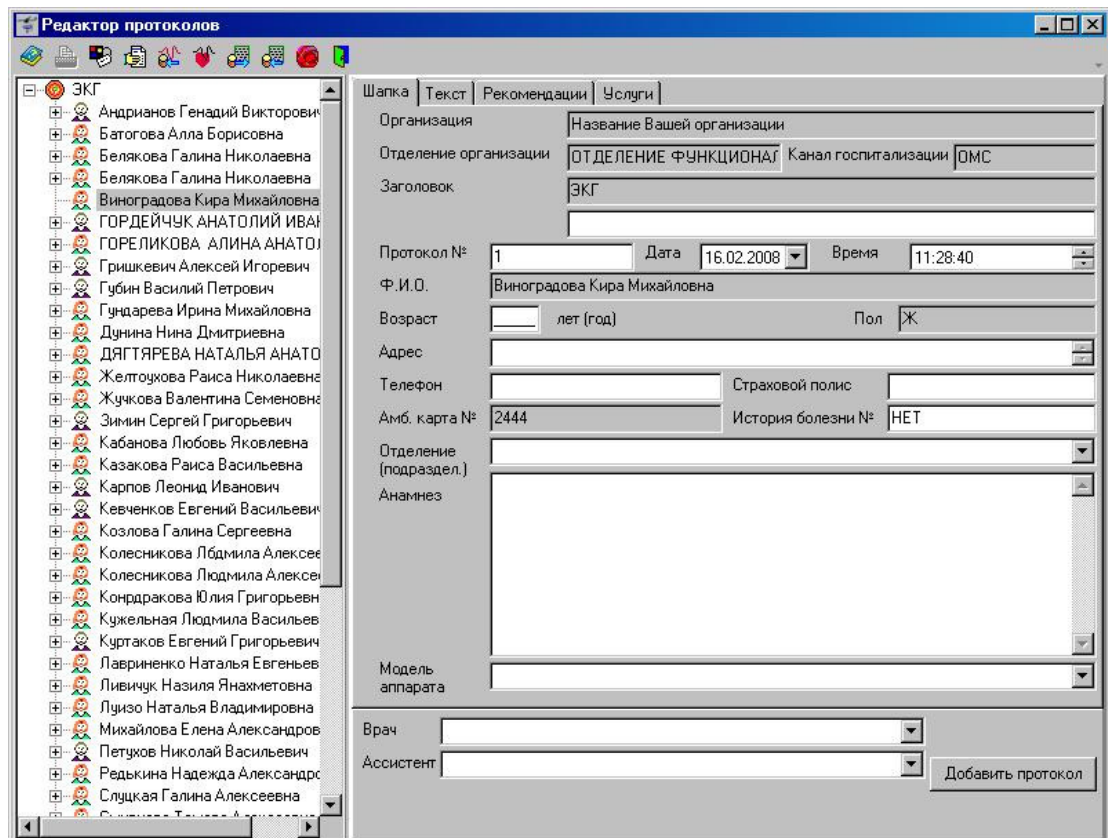 Редактор протоколов
ЭКГ
Андрианов Генадий Викторович
Батогова Алла Борисовна
Белякова Галина Николаевна
Белякова Галина Николаевна
Виноградова Кира Михайловна
ГОРДЕЙЧУК АНАТОЛИЙ ИВАН
ГОРЕЛИКОВА АЛИНА АНАТОЛ
Гришкевич Алексей Игоревич
Губин Василий Петрович
Гундарева Ирина Михайловна
Дунина Нина Дмитриевна
ДЯГТЯРЕВА НАТАЛЬЯ АНАТО
Желтоухова Раиса Николаевна
Жучкова Валентина Семеновна
Зимин Сергей Григорьевич
Кабанова Любовь Яковлевна
Казакова Раиса Васильевна
Карпов Леонид Иванович
Кевченков Евгений Васильевич
Козлова Галина Сергеевна
Колесникова Лбдмила Алексее
Колесникова Людмила Алексе
Конрдракова Юлия Григорьевн
Кужельная Людмила Васильев
Куртаков Евгений Григорьевич
Лавриненко Наталья Евгеньев
Ливичук Назиля Янахметовна
Луизо Наталья Владимировна
Михайлова Елена Александров
Петухов Николай Васильевич
Редькина Надежда Александро
Слуцкая Галина Алексеевна
Шапка Текст Рекомендации Услуги
Организация Название Вашей организации
Отделение организации ОТДЕЛЕНИЕ ФУНКЦИОНАЛ Канал госпитализации ОМС
Заголовок ЭКГ
Протокол № 1 Дата 16.02.2008 Время 11:28:40
Ф.И.О. Виноградова Кира Михайловна
Возраст лет (год) Пол Ж
Адрес
Телефон Страховой полис
Амб. карта № 2444 История болезни № НЕТ
Отделение
(подраздел.)
Анамнез
Модель
аппарата
Врач
Ассистент
Добавить протокол